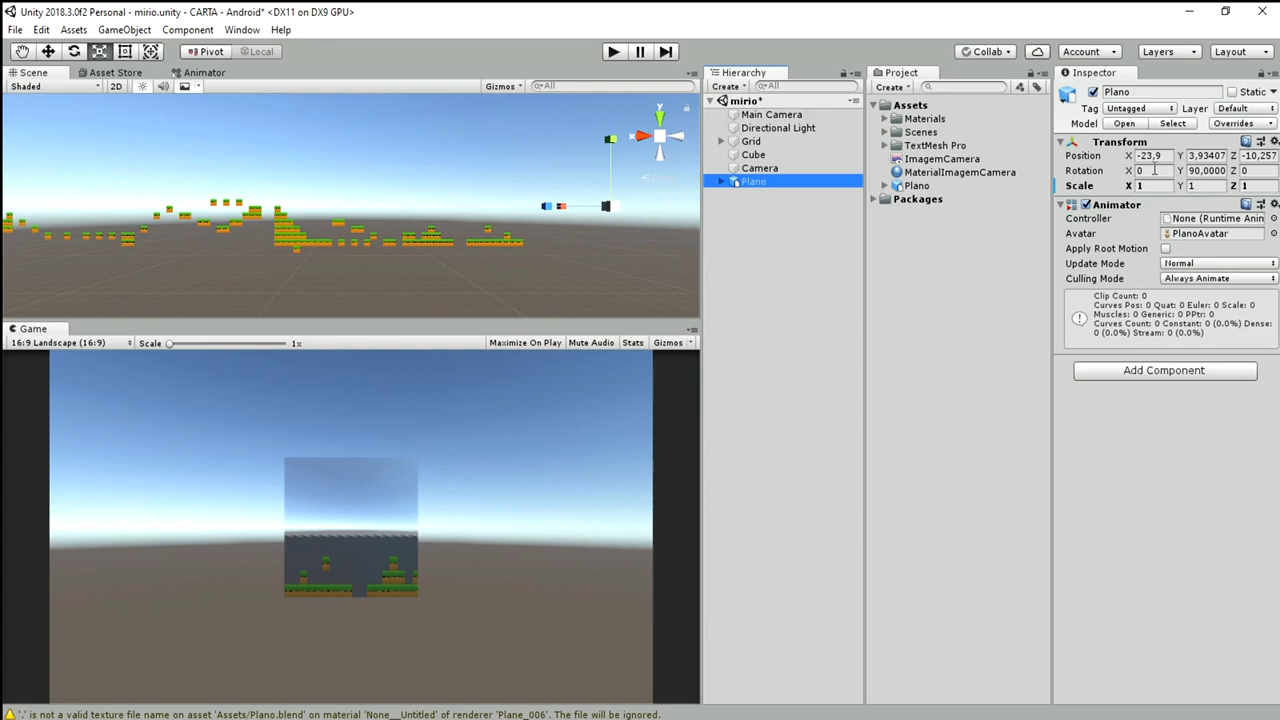 Unity 2018.3.0f2 Personal - mirio.unity - CARTA - Android* <DX11 on DX9 GPU>
File Edit Assets GameObject Component Window Help
Pivot Local Collab Account Layers Layout
Scene Asset Store Animator
Shaded 2D Gizmos All
Game
16:9 Landscape (16:9) Scale 1x Maximize On Play Mute Audio Stats Gizmos
Hierarchy
Create All
mirio*
Main Camera
Directional Light
Grid
Cube
Camera
Plano
Project
Create
Assets
Materials
Scenes
TextMesh Pro
ImagemCamera
MaterialImagemCamera
Plano
Packages
Inspector
Plano Static
Tag Untagged Layer Default
Model Open Select Overrides
Transform
Position X -23,9 Y 3,93407 Z -10,257
Rotation X 0 Y 90,0000 Z 0
Scale X 1 Y 1 Z 1
Animator
Controller None (Runtime Anin
Avatar PlanoAvatar
Apply Root Motion
Update Mode Normal
Culling Mode Always Animate
Clip Count: 0
Curves Pos: 0 Quat: 0 Euler: 0 Scale: 0
Muscles: 0 Generic: 0 PPtr: 0
Curves Count: 0 Constant: 0 (0.0%) Dense:
0 (0.0%) Stream: 0 (0.0%)
Add Component
'.' is not a valid texture file name on asset 'Assets/Plano.blend' on material 'None__Untitled' of renderer 'Plane_006'. The file will be ignored.